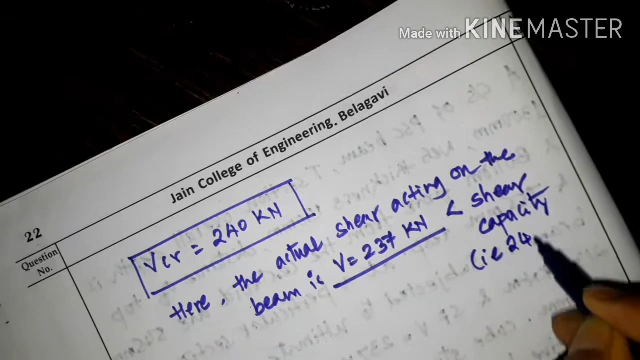 Made with KINEMASTER
Jain College of Engineering, Belagavi
22
Question
No.
Vcr = 240 KN
Here, the actual shear acting on the
beam is V = 237 KN < shear
capacity
(ie 24